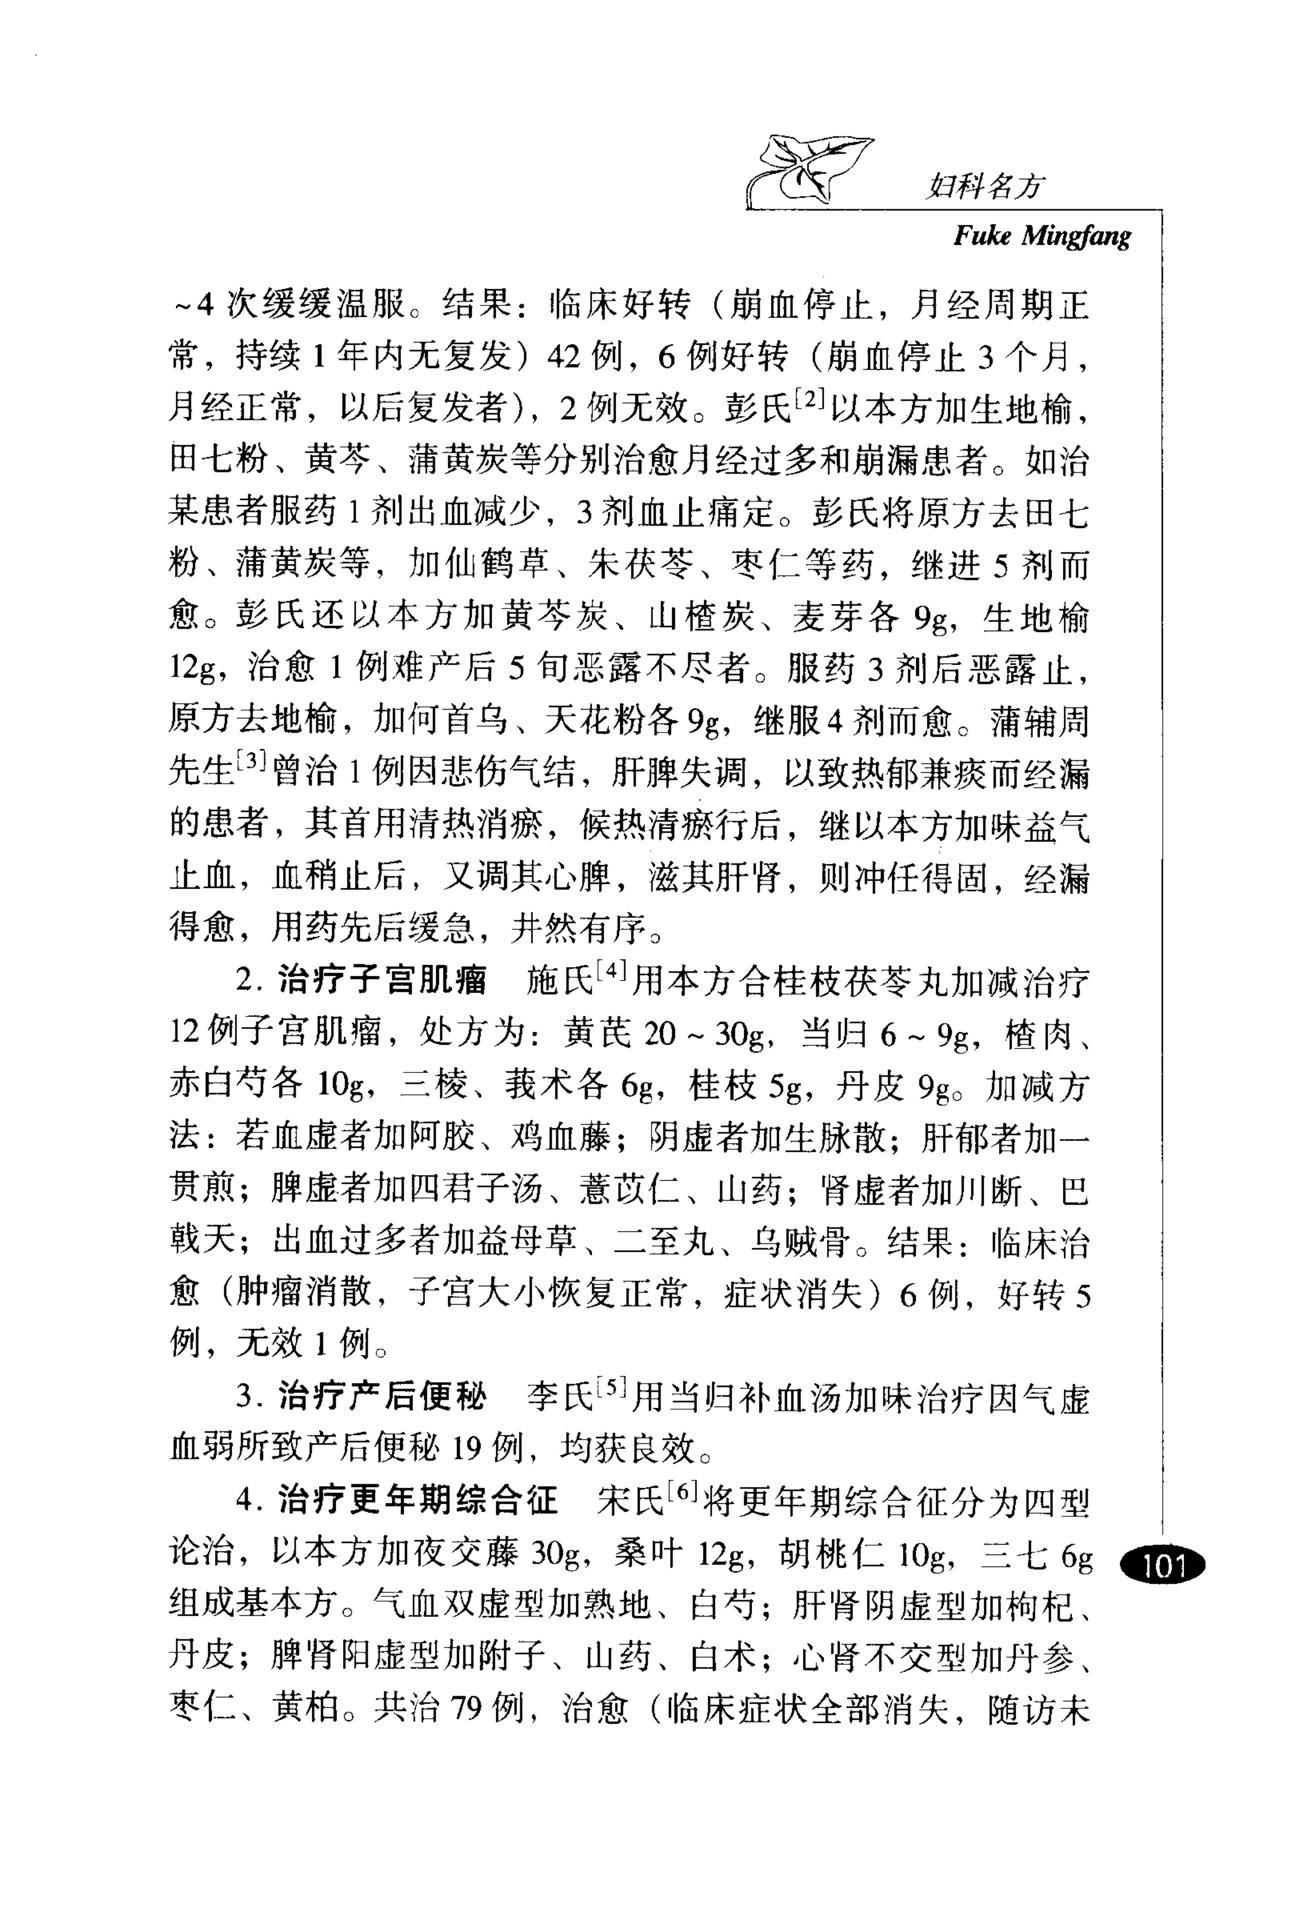 妇科名方
Fuke Mingfang
~4 次缓缓温服。结果：临床好转（崩血停止，月经周期正
常，持续 1 年内无复发）42 例，6 例好转（崩血停止 3 个月，
月经正常，以后复发者），2 例无效。彭氏[2]以本方加生地榆，
田七粉、黄芩、蒲黄炭等分别治愈月经过多和崩漏患者。如治
某患者服药 1 剂出血减少，3 剂血止痛定。彭氏将原方去田七
粉、蒲黄炭等，加仙鹤草、朱茯苓、枣仁等药，继进 5 剂而
愈。彭氏还以本方加黄芩炭、山楂炭、麦芽各 9g，生地榆
12g，治愈 1 例难产后 5 旬恶露不尽者。服药 3 剂后恶露止，
原方去地榆，加何首乌、天花粉各 9g，继服 4 剂而愈。蒲辅周
先生[3]曾治 1 例因悲伤气结，肝脾失调，以致热郁兼痰而经漏
的患者，其首用清热消瘀，候热清瘀行后，继以本方加味益气
止血，血稍止后，又调其心脾，滋其肝肾，则冲任得固，经漏
得愈，用药先后缓急，井然有序。
2. 治疗子宫肌瘤　施氏[4]用本方合桂枝茯苓丸加减治疗
12 例子宫肌瘤，处方为：黄芪 20 ~ 30g，当归 6 ~ 9g，楂肉、
赤白芍各 10g，三棱、莪术各 6g，桂枝 5g，丹皮 9g。加减方
法：若血虚者加阿胶、鸡血藤；阴虚者加生脉散；肝郁者加一
贯煎；脾虚者加四君子汤、薏苡仁、山药；肾虚者加川断、巴
戟天；出血过多者加益母草、二至丸、乌贼骨。结果：临床治
愈（肿瘤消散，子宫大小恢复正常，症状消失）6 例，好转 5
例，无效 1 例。
3. 治疗产后便秘　李氏[5]用当归补血汤加味治疗因气虚
血弱所致产后便秘 19 例，均获良效。
4. 治疗更年期综合征　宋氏[6]将更年期综合征分为四型
论治，以本方加夜交藤 30g，桑叶 12g，胡桃仁 10g，三七 6g
组成基本方。气血双虚型加熟地、白芍；肝肾阴虚型加枸杞、
丹皮；脾肾阳虚型加附子、山药、白术；心肾不交型加丹参、
枣仁、黄柏。共治 79 例，治愈（临床症状全部消失，随访未
101